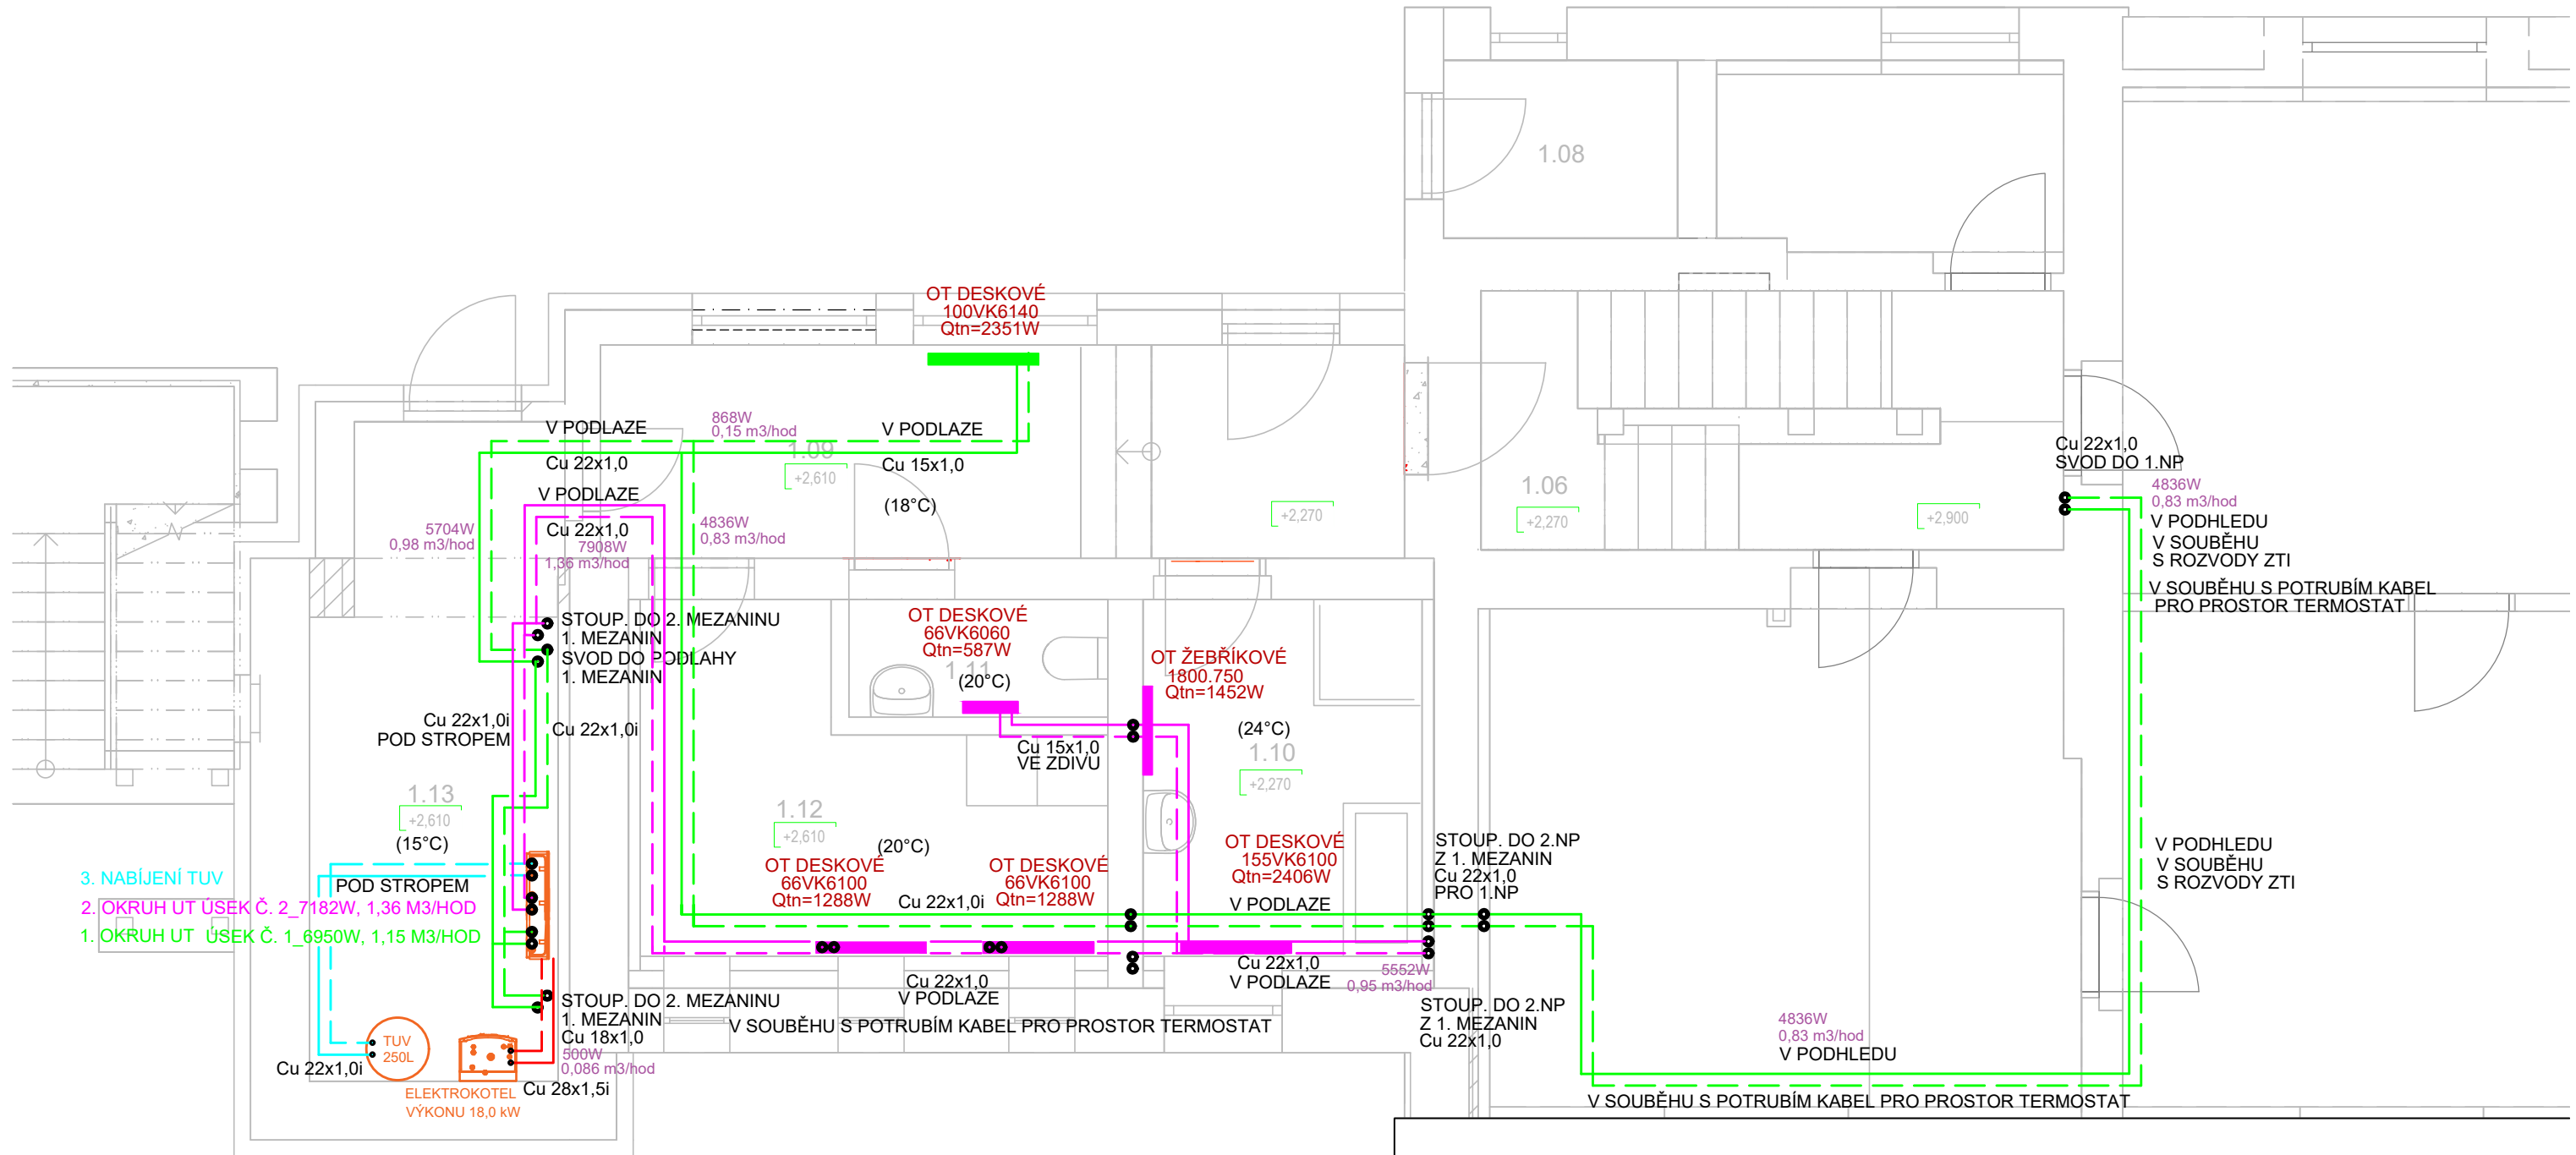 1.08
OT DESKOVÉ
100VK6140
Qtn=2351W
V PODLAZE
868W
0,15 m3/hod
V PODLAZE
1.09
+2,610
Cu 22x1,0
Cu 15x1,0
V PODLAZE
(18°C)
Cu 22x1,0
5704W
0,98 m3/hod
7908W
1,36 m3/hod
4836W
0,83 m3/hod
+2,270
1.06
+2,270
+2,900
Cu 22x1,0
SVOD DO 1.NP
4836W
0,83 m3/hod
V PODHLEDU
V SOUBĚHU
S ROZVODY ZTI
V SOUBĚHU S POTRUBÍM KABEL
PRO PROSTOR TERMOSTAT
STOUP. DO 2. MEZANINU
1. MEZANIN
SVOD DO PODLAHY
1. MEZANIN
OT DESKOVÉ
66VK6060
Qtn=587W
1.11
(20°C)
OT ŽEBŘÍKOVÉ
1800.750
Qtn=1452W
Cu 22x1,0i
POD STROPEM
Cu 22x1,0i
Cu 15x1,0
VE ZDIVU
(24°C)
1.10
+2,270
1.13
+2,610
(15°C)
1.12
+2,610
(20°C)
OT DESKOVÉ
66VK6100
Qtn=1288W
OT DESKOVÉ
66VK6100
Qtn=1288W
OT DESKOVÉ
155VK6100
Qtn=2406W
STOUP. DO 2.NP
Z 1. MEZANIN
Cu 22x1,0
PRO 1.NP
V PODHLEDU
V SOUBĚHU
S ROZVODY ZTI
3. NABÍJENÍ TUV
POD STROPEM
2. OKRUH UT ÚSEK Č. 2_7182W, 1,36 M3/HOD
1. OKRUH UT ÚSEK Č. 1_6950W, 1,15 M3/HOD
Cu 22x1,0i
V PODLAZE
Cu 22x1,0
V PODLAZE
Cu 22x1,0
V PODLAZE
5552W
0,95 m3/hod
STOUP. DO 2. MEZANINU
1. MEZANIN
Cu 18x1,0
500W
0,086 m3/hod
V SOUBĚHU S POTRUBÍM KABEL PRO PROSTOR TERMOSTAT
STOUP. DO 2.NP
Z 1. MEZANIN
Cu 22x1,0
4836W
0,83 m3/hod
V PODHLEDU
TUV
250L
Cu 22x1,0i
ELEKTROKOTEL
VÝKONU 18,0 kW
Cu 28x1,5i
V SOUBĚHU S POTRUBÍM KABEL PRO PROSTOR TERMOSTAT